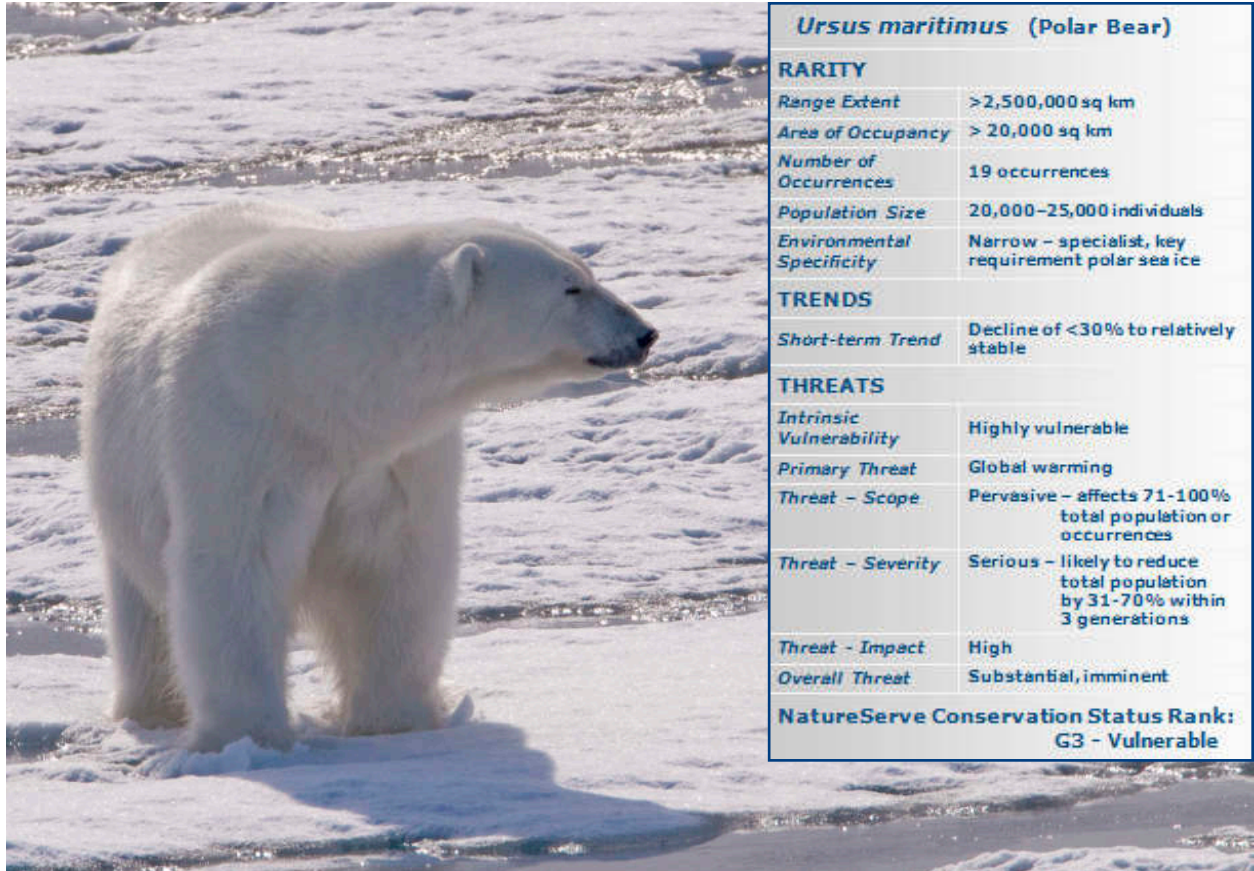 Ursus maritimus (Polar Bear)
RARITY
Range Extent >2,500,000 sq km
Area of Occupancy > 20,000 sq km
Number of
Occurrences
19 occurrences
Population Size 20,000–25,000 individuals
Environmental
Specificity
Narrow – specialist, key
requirement polar sea ice
TRENDS
Short-term Trend
Decline of <30% to relatively
stable
THREATS
Intrinsic
Vulnerability
Highly vulnerable
Primary Threat Global warming
Threat – Scope
Pervasive – affects 71-100%
total population or
occurrences
Threat – Severity
Serious – likely to reduce
total population
by 31-70% within
3 generations
Threat - Impact High
Overall Threat Substantial, imminent
NatureServe Conservation Status Rank:
G3 - Vulnerable